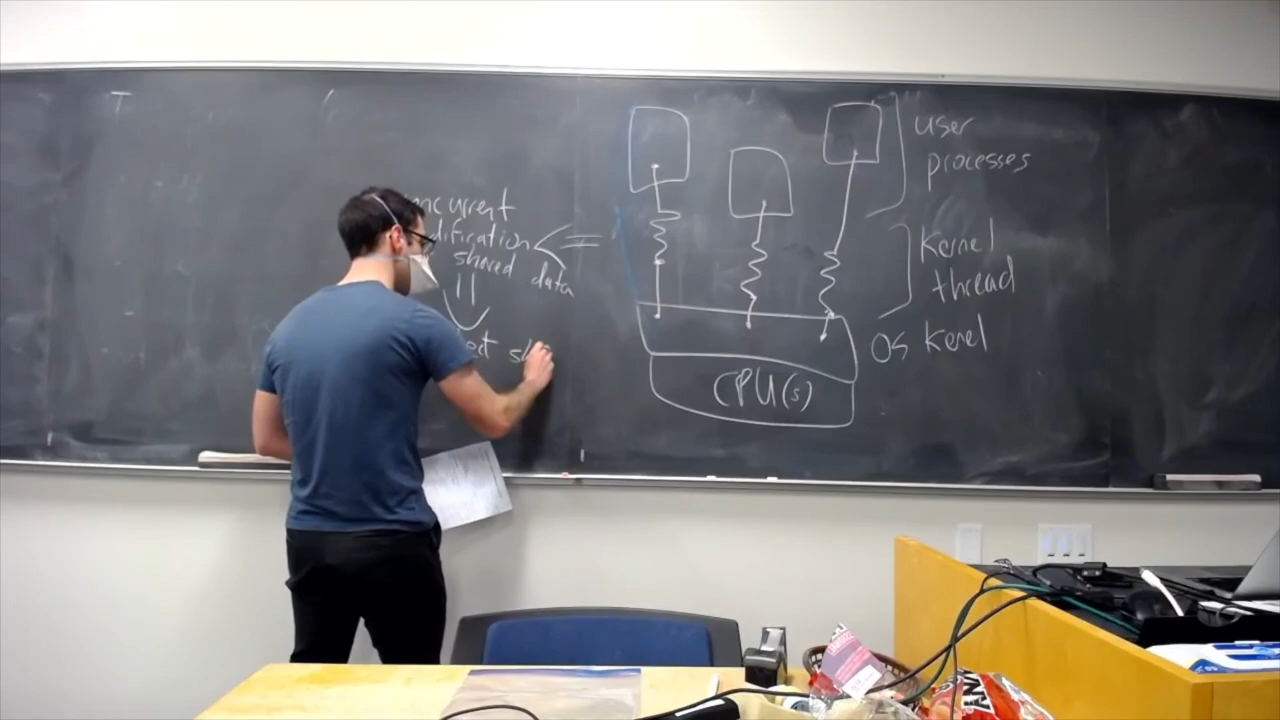 user
processes
ncurrent
dification
shared data
Kernel
thread
OS Kernel
CPU(s)